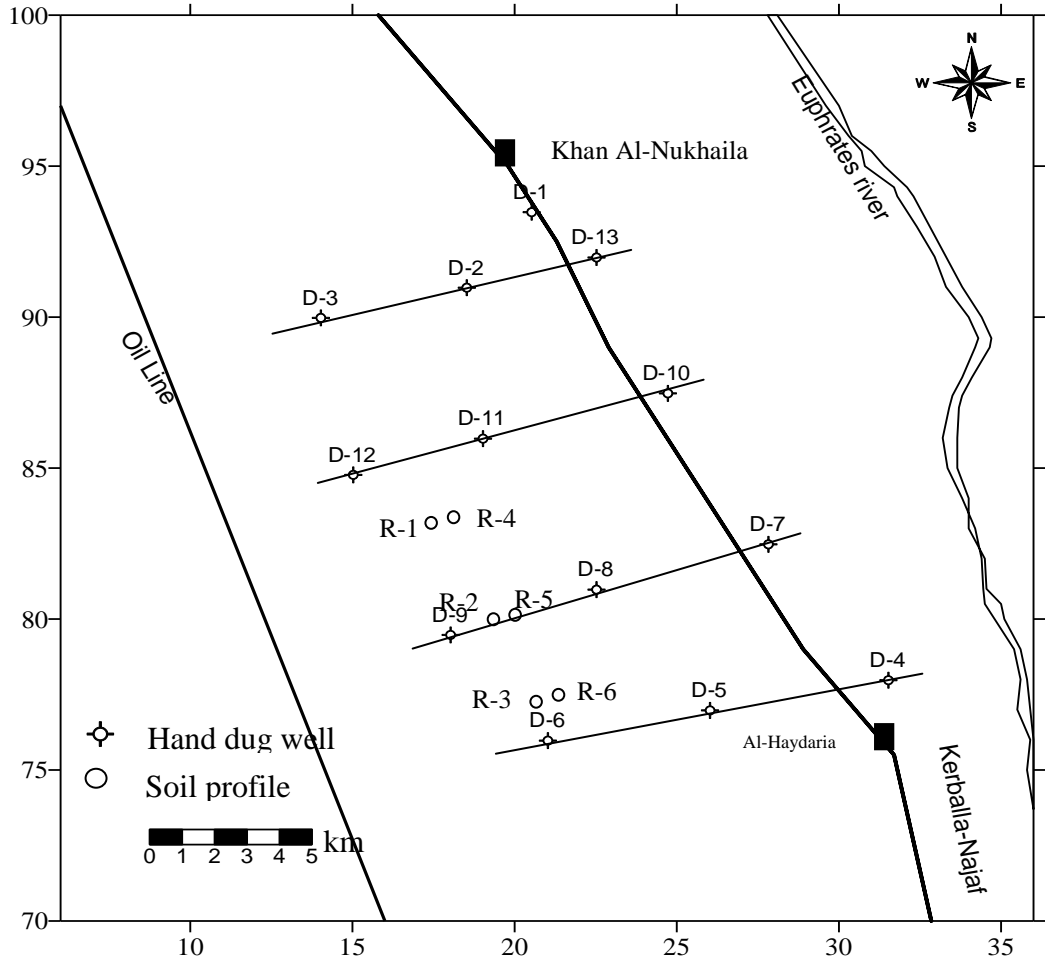 100
N
W E
S
Euphrates river
95
Khan Al-Nukhaila
D-1
D-13
D-2
D-3
90
Oil Line
D-10
D-11
D-12
85
R-1
R-4
D-7
D-8
R-2
R-5
D-9
80
D-4
R-3
R-6
D-5
D-6
Hand dug well
Al-Haydaria
Kerballa-Najaf
75
Soil profile
km
0 1 2 3 4 5
70
10 15 20 25 30 35